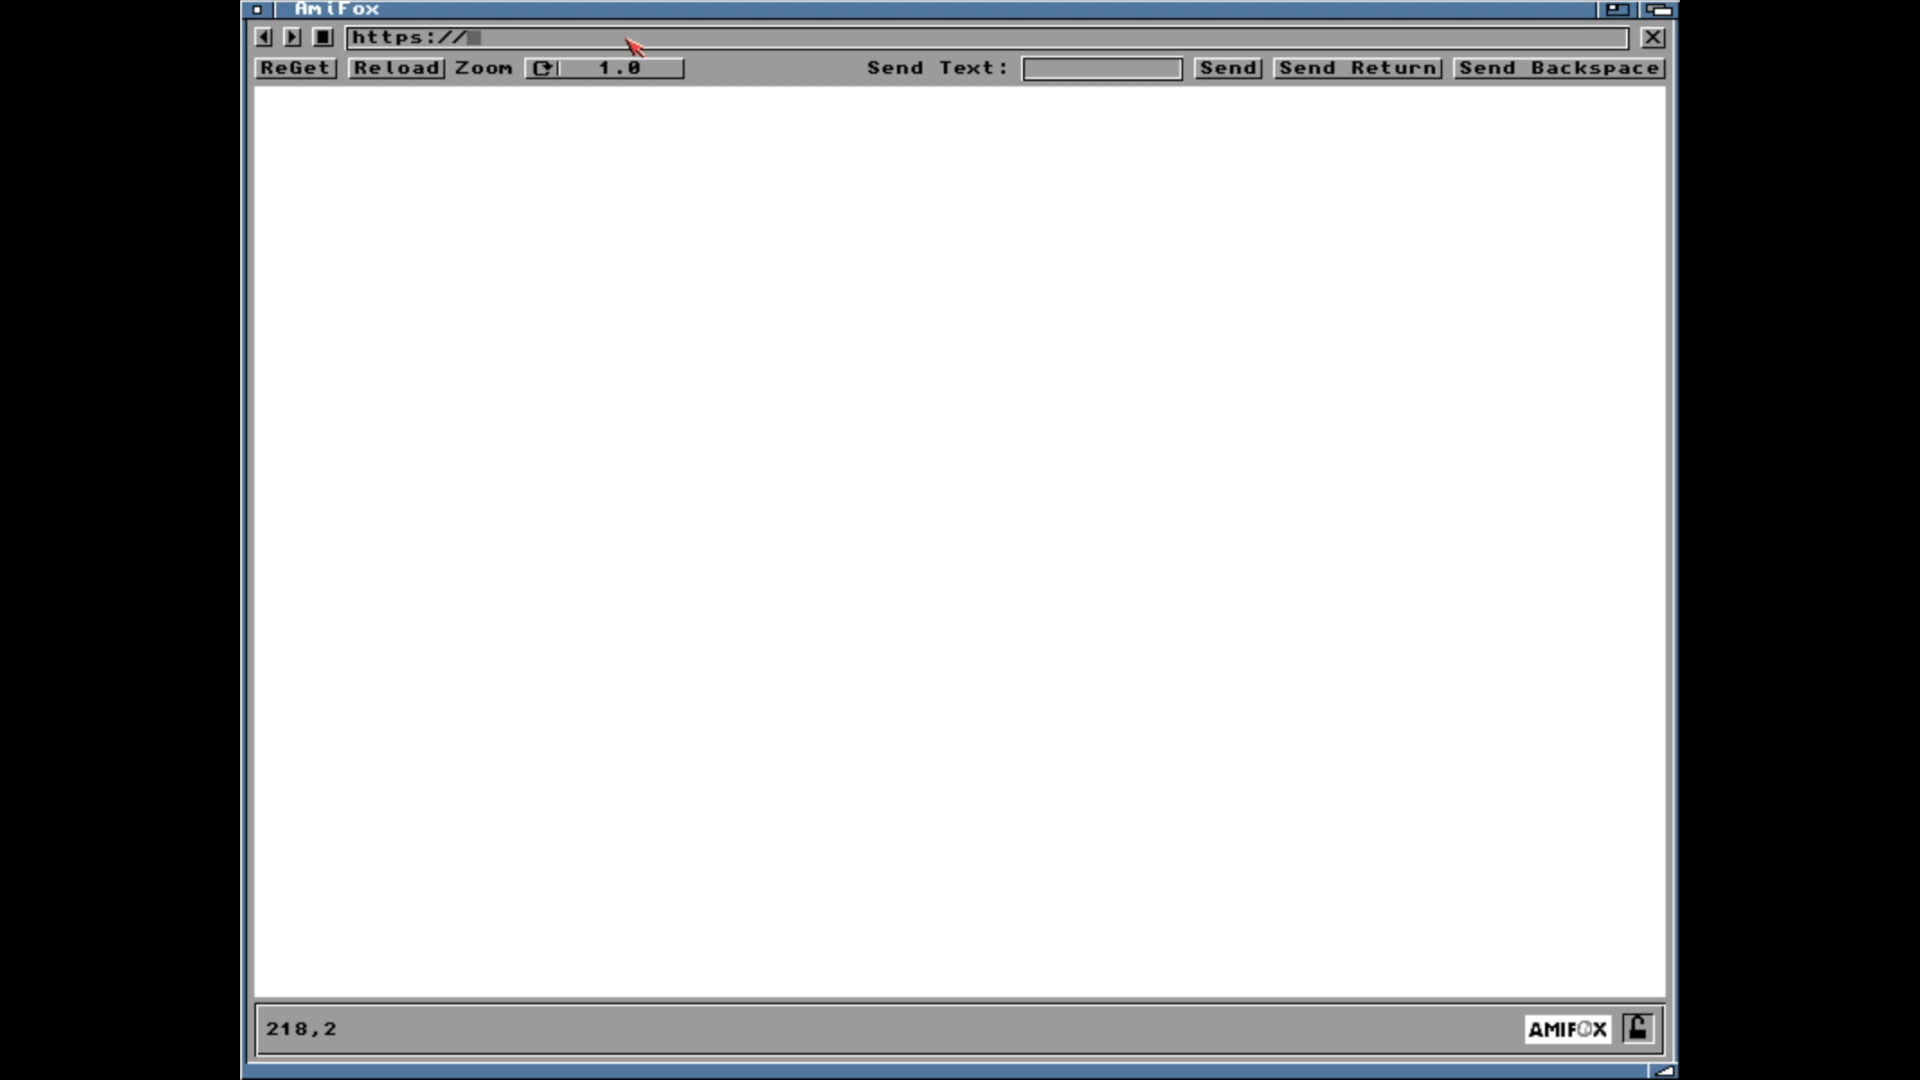 AmiFox
https://
ReGet Reload Zoom 1.0 Send Text: Send Send Return Send Backspace
218,2 AMIFOX